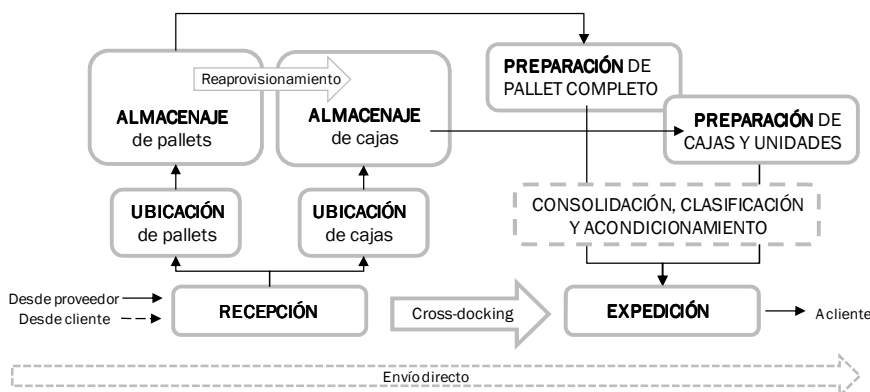 Reaprovisionamiento
ALMACENAJE
de pallets
ALMACENAJE
de cajas
PREPARACIÓN DE
PALLET COMPLETO
PREPARACIÓN DE
CAJAS Y UNIDADES
UBICACIÓN
de pallets
UBICACIÓN
de cajas
CONSOLIDACIÓN, CLASIFICACIÓN
Y ACONDICIONAMIENTO
Desde proveedor
Desde cliente
RECEPCIÓN
Cross-docking
EXPEDICIÓN
A cliente
Envío directo